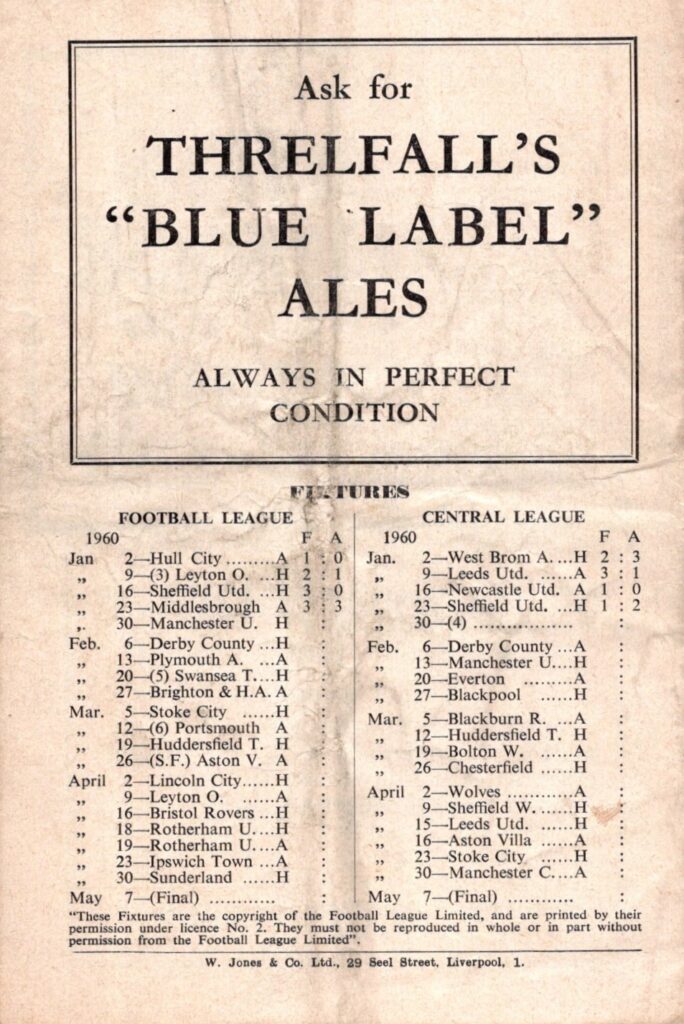 Ask for
THRELFALL'S
"BLUE LABEL"
ALES
ALWAYS IN PERFECT
CONDITION
FIXTURES
FOOTBALL LEAGUE
1960 F A
Jan 2—Hull City .........A 1 : 0
„ 9—(3) Leyton O. ...H 2 : 1
„ 16—Sheffield Utd. ...H 3 : 0
„ 23—Middlesbrough A 3 : 3
„ 30—Manchester U. H :
Feb. 6—Derby County ...H :
„ 13—Plymouth A. ...A :
„ 20—(5) Swansea T. ...H :
„ 27—Brighton & H.A. A :
Mar. 5—Stoke City ......H :
„ 12—(6) Portsmouth A :
„ 19—Huddersfield T. H :
„ 26—(S.F.) Aston V. A :
April 2—Lincoln City......H :
„ 9—Leyton O. .......A :
„ 16—Bristol Rovers ...H :
„ 18—Rotherham U....H :
„ 19—Rotherham U....A :
„ 23—Ipswich Town ...A :
„ 30—Sunderland ......H :
May 7—(Final) ............ :
CENTRAL LEAGUE
1960 F A
Jan. 2—West Brom A. ...H 2 : 3
„ 9—Leeds Utd. ......A 3 : 1
„ 16—Newcastle Utd. A 1 : 0
„ 23—Sheffield Utd. ...H 1 : 2
„ 30—(4) .................. :
Feb. 6—Derby County ...A :
„ 13—Manchester U....H :
„ 20—Everton .........A :
„ 27—Blackpool ......H :
Mar. 5—Blackburn R. ...A :
„ 12—Huddersfield T. H :
„ 19—Bolton W. ......A :
„ 26—Chesterfield ......H :
April 2—Wolves ............A :
„ 9—Sheffield W. ......H :
„ 15—Leeds Utd. ......H :
„ 16—Aston Villa ......A :
„ 23—Stoke City ......H :
„ 30—Manchester C....A :
May 7—(Final) ............ :
"These Fixtures are the copyright of the Football League Limited, and are printed by their
permission under licence No. 2. They must not be reproduced in whole or in part without
permission from the Football League Limited".
W. Jones & Co. Ltd., 29 Seel Street, Liverpool, 1.